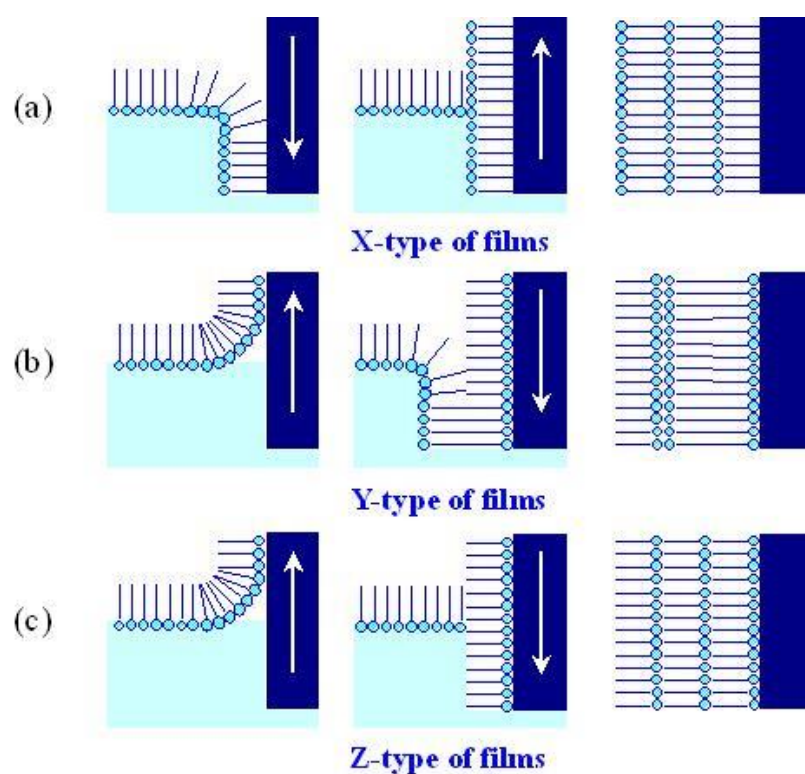 (a)
X-type of films
(b)
Y-type of films
(c)
Z-type of films